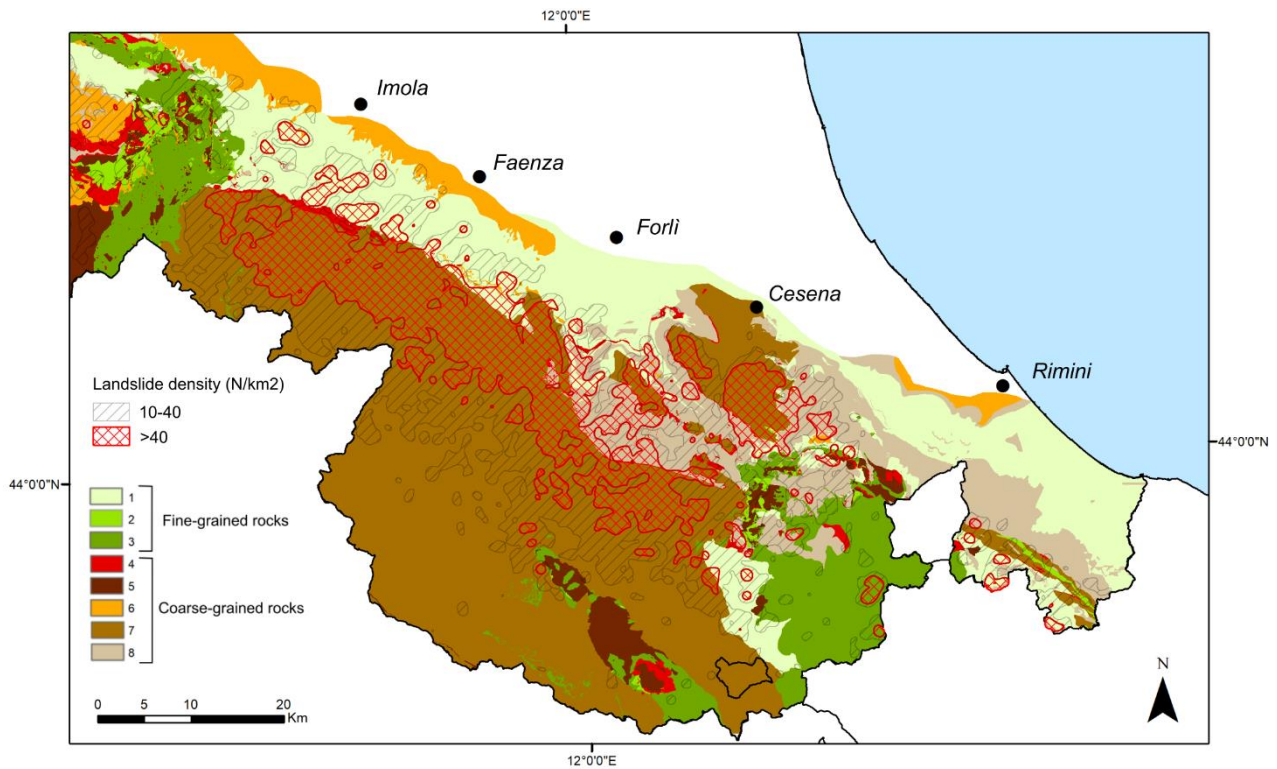 12°0'0"E
Imola
Faenza
Forlì
Cesena
Rimini
Landslide density (N/km2)
10-40
>40
44°0'0"N
44°0'0"N
1
2
3
Fine-grained rocks
4
5
6
7
8
Coarse-grained rocks
0 5 10 20
Km
N
12°0'0"E